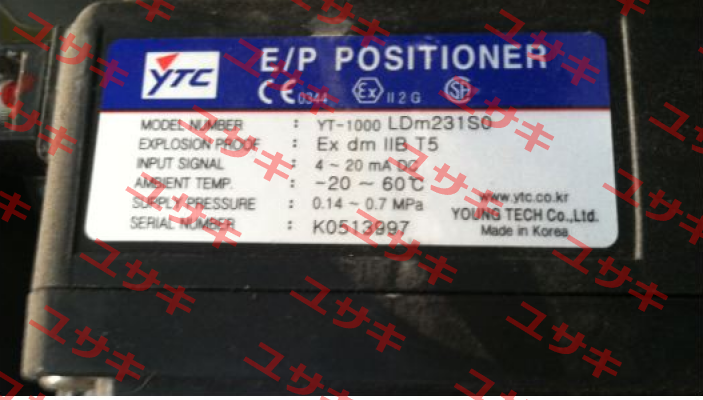 YTC
E/P POSITIONER
CE 0344 Ex II 2 G SA
MODEL NUMBER : YT-1000 LDm231S0
EXPLOSION PROOF : Ex dm IIB T5
INPUT SIGNAL : 4 ~ 20 mA DC
AMBIENT TEMP. : -20 ~ 60℃
SUPPLY PRESSURE : 0.14 ~ 0.7 MPa
SERIAL NUMBER : K0513997
www.ytc.co.kr
YOUNG TECH Co.,Ltd.
Made in Korea
ユサキ